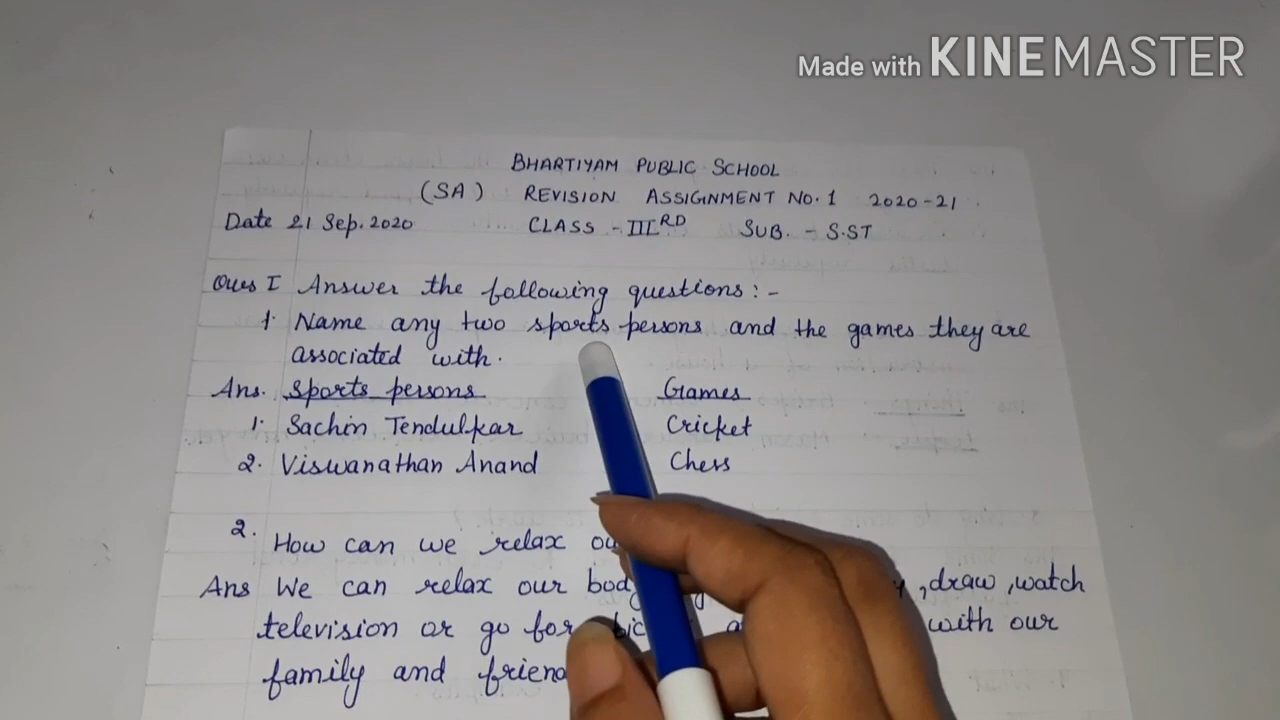 Made with KINEMASTER
BHARTIYAM PUBLIC SCHOOL
(SA) REVISION ASSIGNMENT NO. 1 2020-21.
Date 21 Sep. 2020 CLASS - III RD SUB. - S.ST
Ques I Answer the following questions :-
1. Name any two sports persons and the games they are
associated with.
Ans. Sports persons Games
1. Sachin Tendulkar Cricket
2. Viswanathan Anand Chess
2. How can we relax
Ans We can relax our , draw , watch
television or go for with our
family and